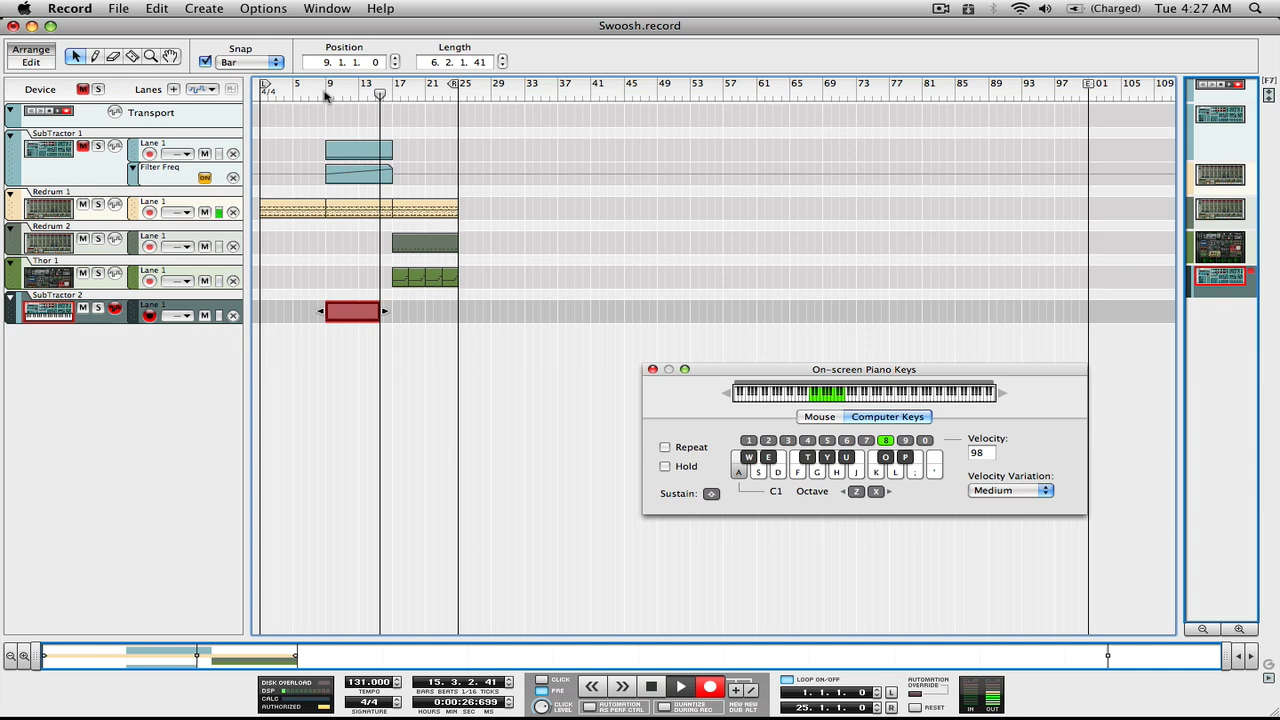 Record File Edit Create Options Window Help (Charged) Tue 4:27 AM
Swoosh.record
Arrange
Edit
Snap
Bar
Position
9. 1. 1. 0
Length
6. 2. 1. 41
[F7]
Device M S Lanes +
5 9 13 17 21 25 29 33 37 41 45 49 53 57 61 65 69 73 77 81 85 89 93 97 101 105 109
L R E
4/4
Transport
SubTractor 1
M S Lane 1
M
Filter Freq
ON
Redrum 1
M S Lane 1
M
Redrum 2
M S Lane 1
M
Thor 1
M S Lane 1
M
SubTractor 2
M S Lane 1
M
On-screen Piano Keys
Mouse Computer Keys
Repeat
Hold
Sustain:
1 2 3 4 5 6 7 8 9 0
W E T Y U O P
A S D F G H J K L ; '
C1 Octave Z X
Velocity:
98
Velocity Variation:
Medium
DISK OVERLOAD
DSP
CALC
AUTHORIZED
131.000
TEMPO
4/4
SIGNATURE
15. 3. 2. 41
BARS BEATS 1/16 TICKS
0:00:26:699
HOURS MIN SEC MS
CLICK
PRE
CLICK LEVEL
AUTOMATION AS PERF CTRL
QUANTIZE DURING REC
NEW DUB
NEW ALT
LOOP ON/OFF
1. 1. 1. 0 L
25. 1. 1. 0 R
AUTOMATION OVERRIDE
RESET
IN OUT